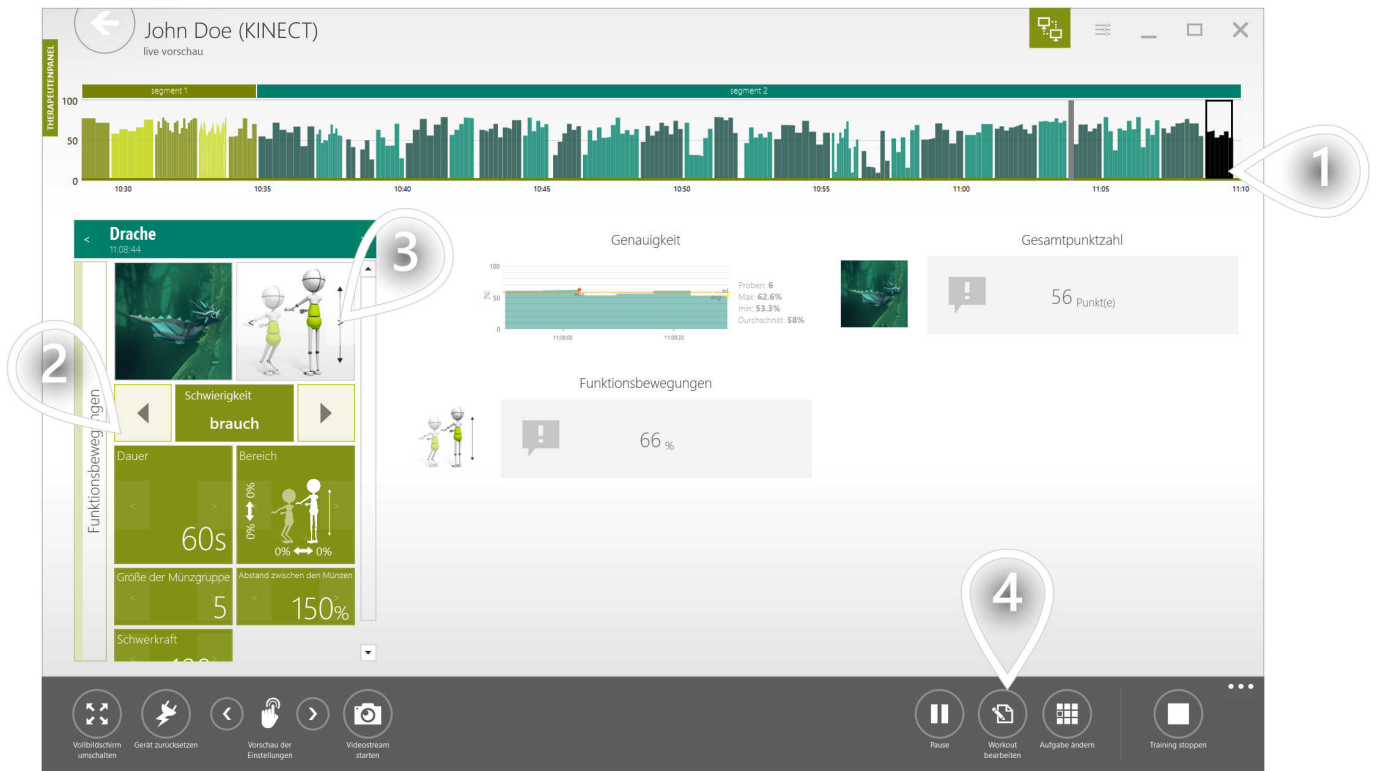 John Doe (KINECT)
live vorschau
THERAPEUTENPANEL
segment 1
segment 2
100
50
0
10:30
10:35
10:40
10:45
10:50
10:55
11:00
11:05
11:10
1
Drache
11:08:44
3
2
Funktionsbewegungen
Schwierigkeit
brauch
Dauer
60s
Bereich
0%
0%
0% 0%
Größe der Münzgruppe
5
Abstand zwischen den Münzen
150%
Schwerkraft
Genauigkeit
100
50
0
%
11:09:00
11:09:30
Proben: 6
Max: 62.6%
min: 53.3%
Durchschnitt: 58%
Gesamtpunktzahl
56 Punkt(e)
Funktionsbewegungen
66 %
4
Vollbildschirm
umschalten
Gerät zurücksetzen
Vorschau der
Einstellungen
Videostream
starten
Pause
Workout
bearbeiten
Aufgabe ändern
Training stoppen